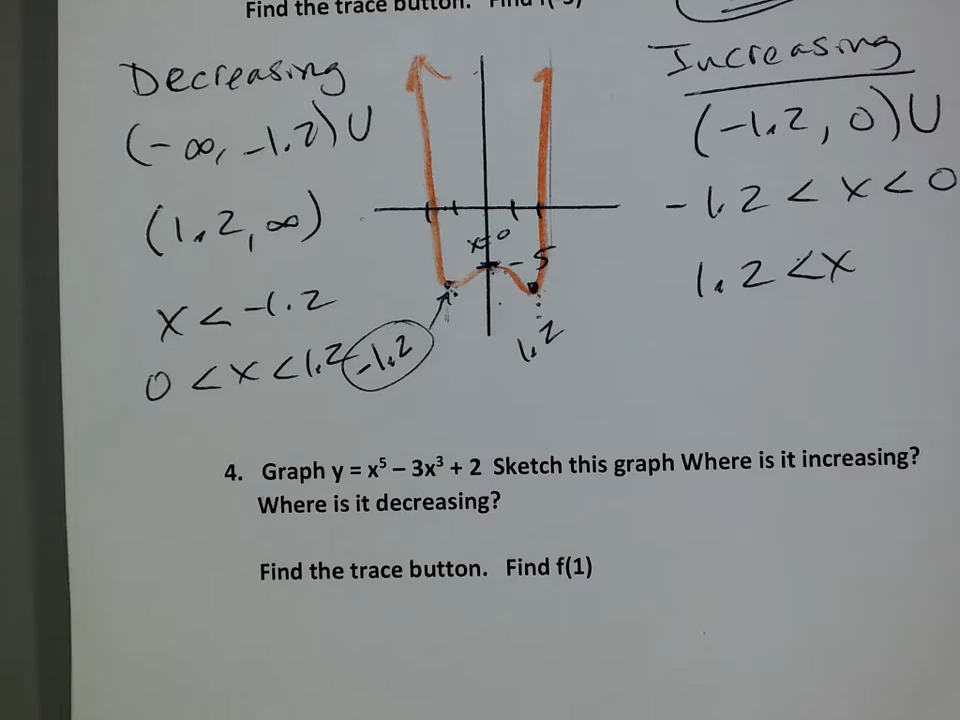 Find the trace button. Find
Decreasing
(-∞, -1.2) ∪
(1.2, ∞)
x < -1.2
0 < x < 1.2
x=0
-5
-1.2
1.2
Increasing
(-1.2, 0) ∪
-1.2 < x < 0
1.2 < x
4. Graph y = x⁵ – 3x³ + 2 Sketch this graph Where is it increasing?
Where is it decreasing?
Find the trace button. Find f(1)